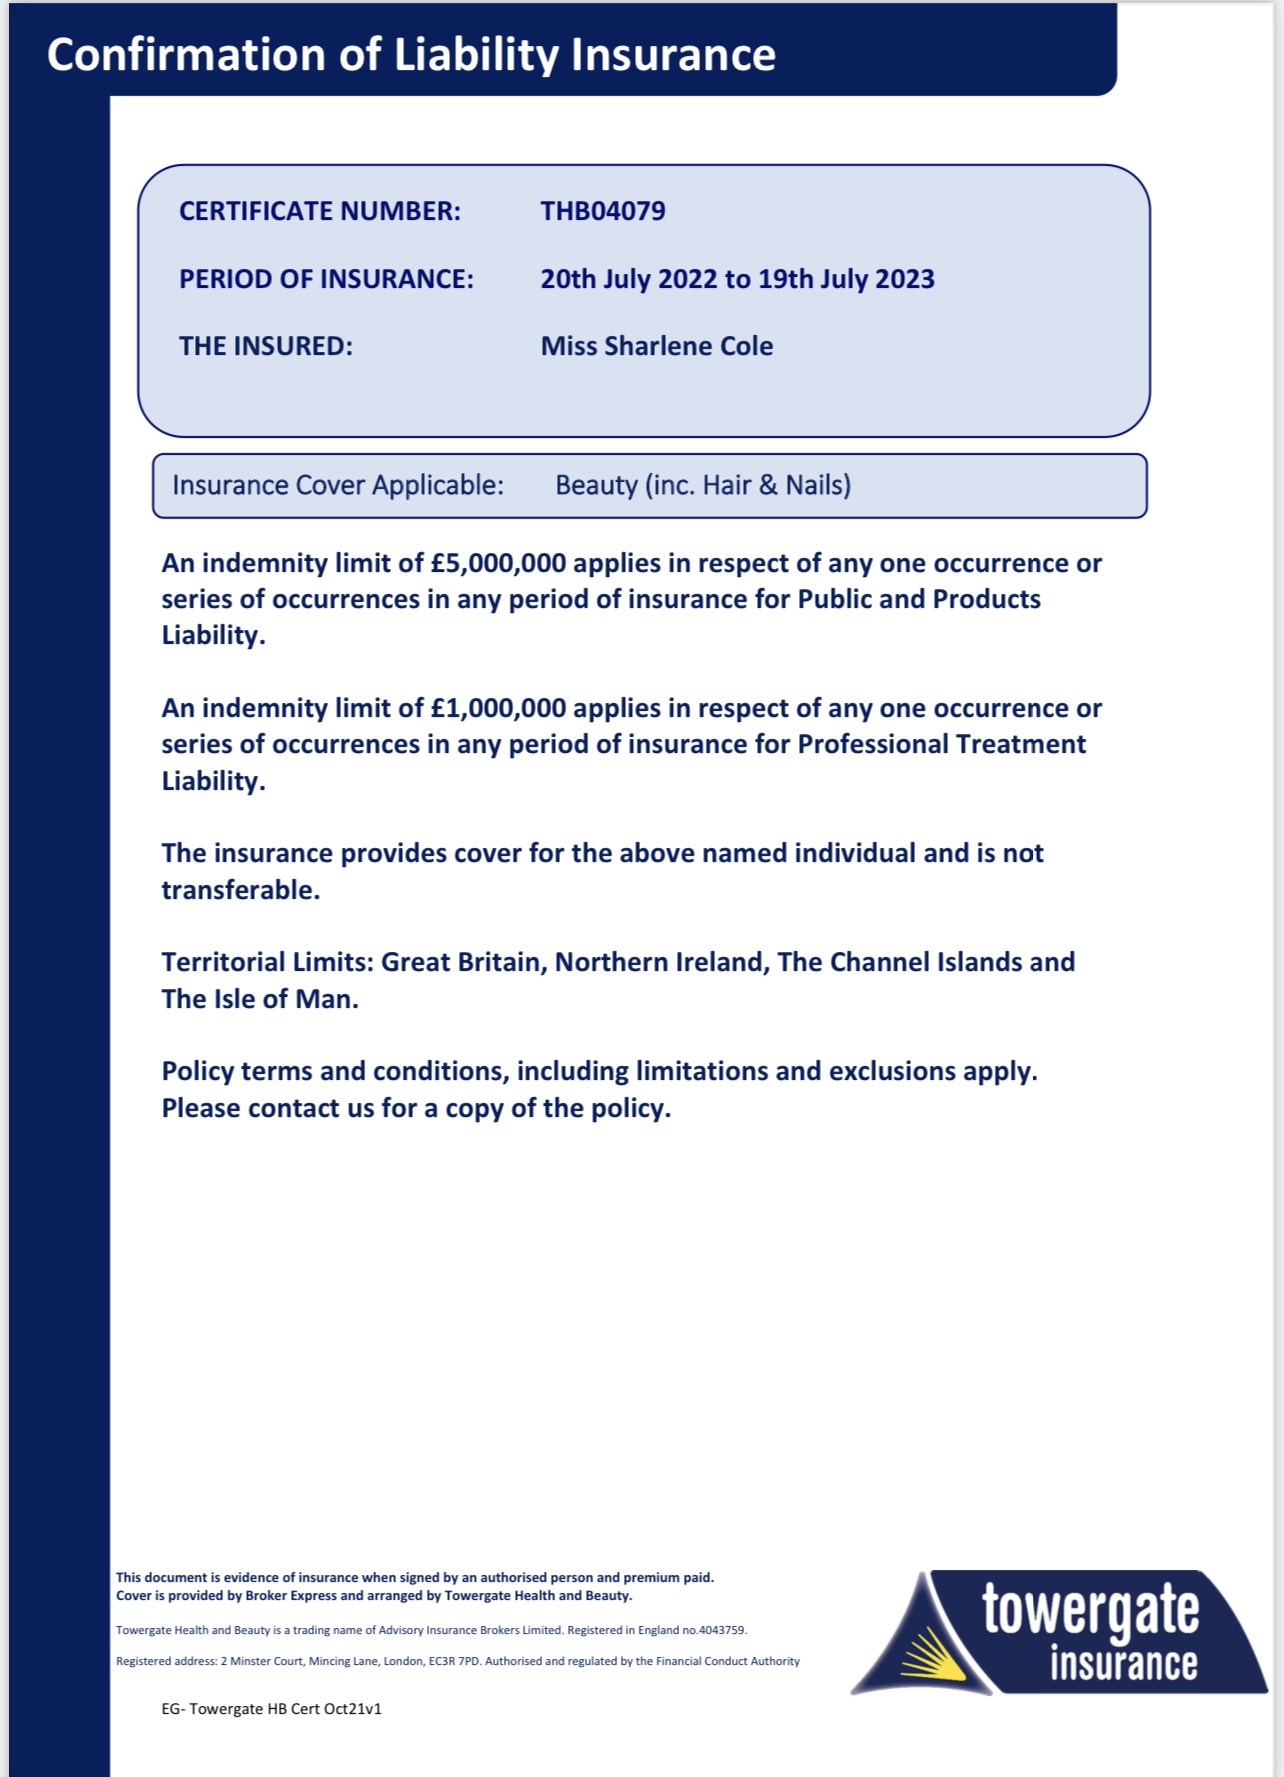 Confirmation of Liability Insurance
CERTIFICATE NUMBER: THB04079
PERIOD OF INSURANCE: 20th July 2022 to 19th July 2023
THE INSURED: Miss Sharlene Cole
Insurance Cover Applicable: Beauty (inc. Hair & Nails)
An indemnity limit of £5,000,000 applies in respect of any one occurrence or
series of occurrences in any period of insurance for Public and Products
Liability.
An indemnity limit of £1,000,000 applies in respect of any one occurrence or
series of occurrences in any period of insurance for Professional Treatment
Liability.
The insurance provides cover for the above named individual and is not
transferable.
Territorial Limits: Great Britain, Northern Ireland, The Channel Islands and
The Isle of Man.
Policy terms and conditions, including limitations and exclusions apply.
Please contact us for a copy of the policy.
This document is evidence of insurance when signed by an authorised person and premium paid.
Cover is provided by Broker Express and arranged by Towergate Health and Beauty.
Towergate Health and Beauty is a trading name of Advisory Insurance Brokers Limited. Registered in England no.4043759.
Registered address: 2 Minster Court, Mincing Lane, London, EC3R 7PD. Authorised and regulated by the Financial Conduct Authority
EG- Towergate HB Cert Oct21v1
towergate
insurance